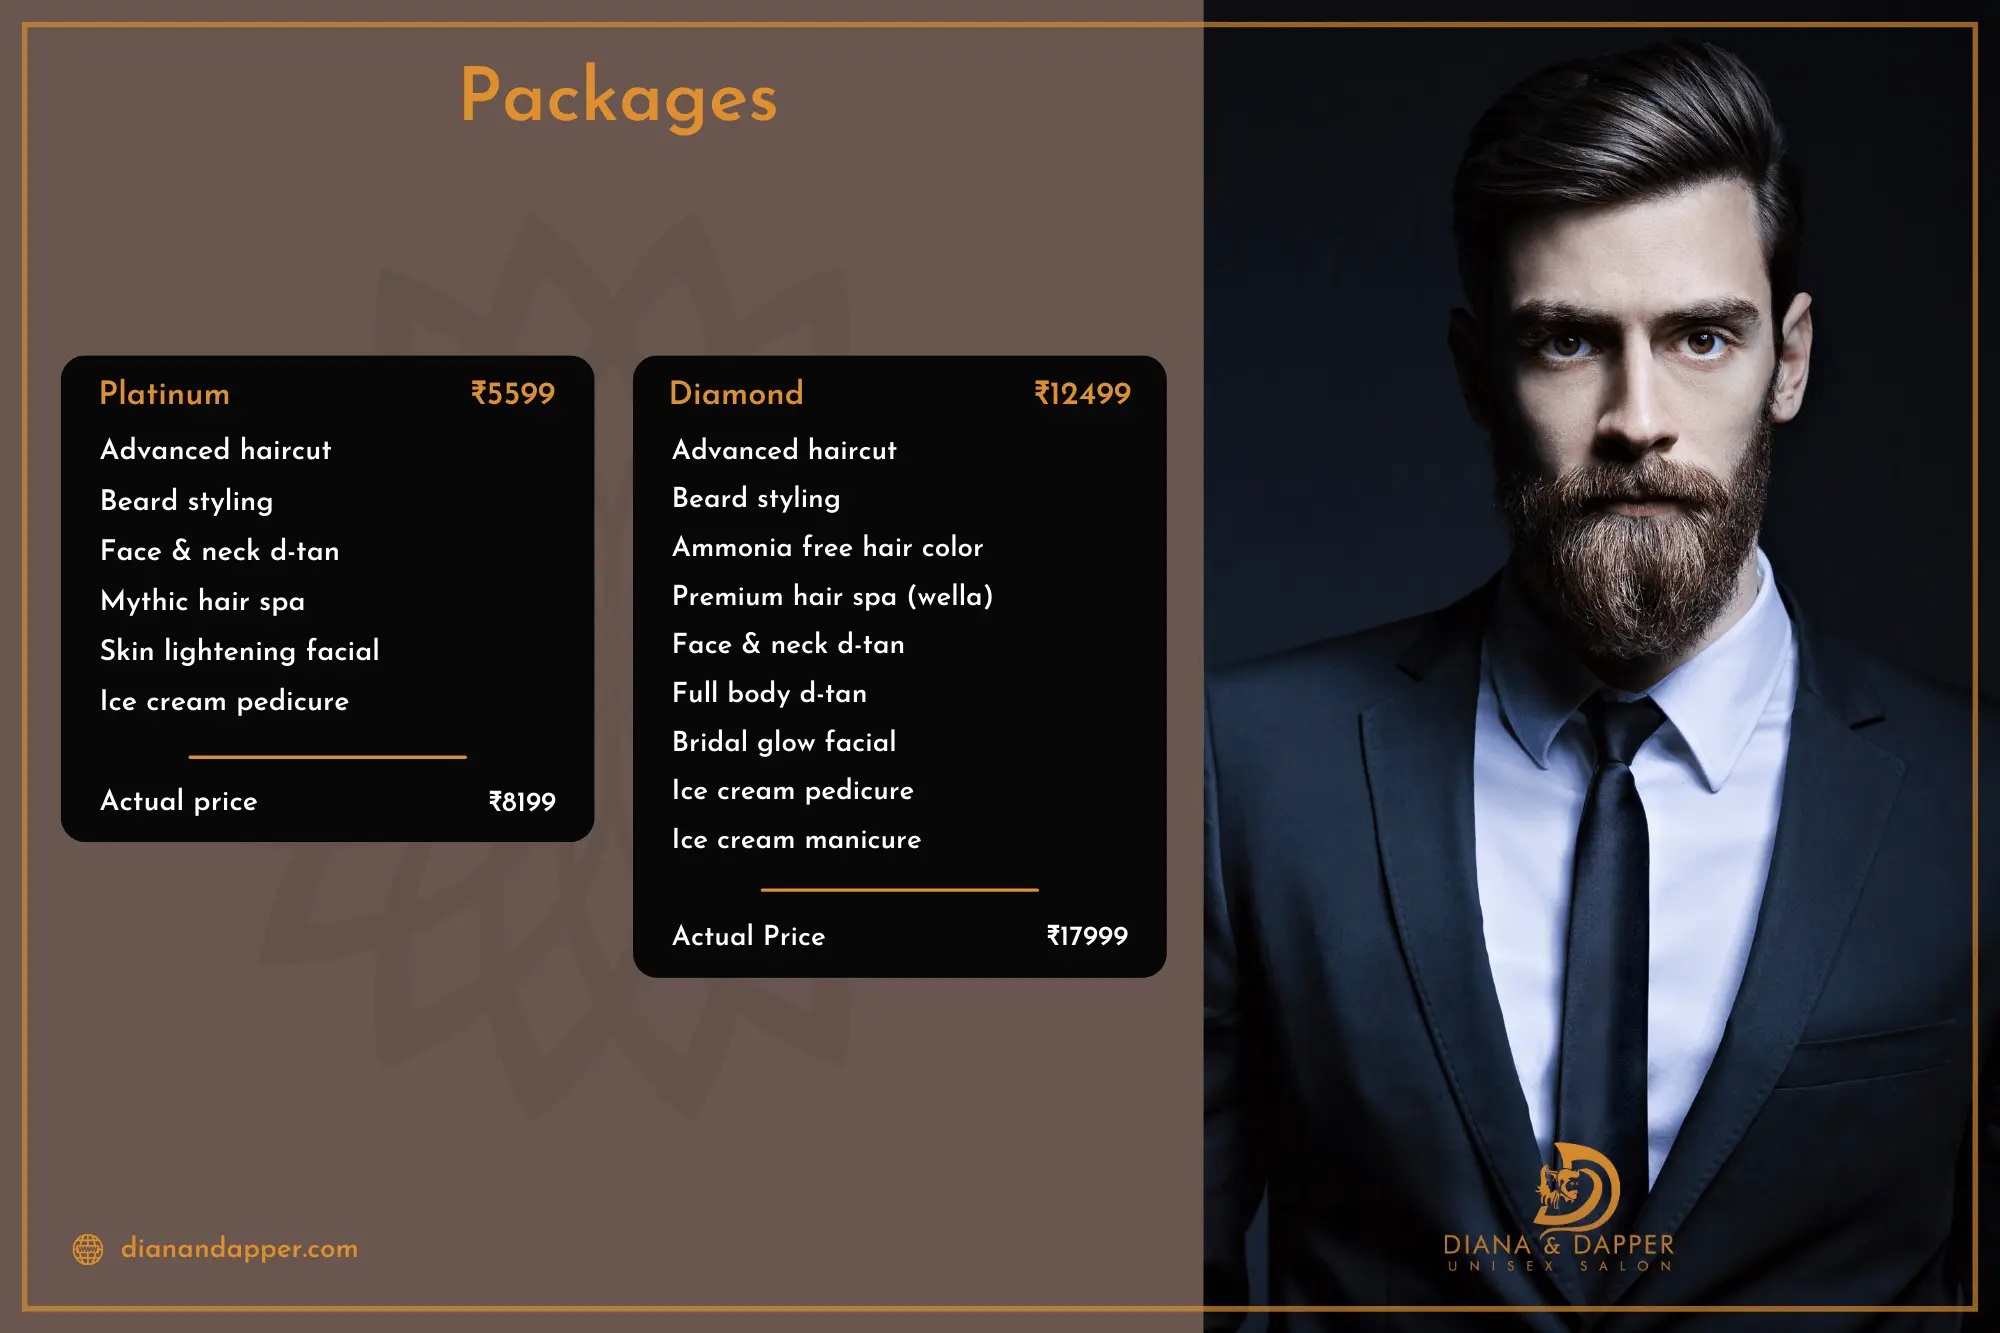 Packages
Platinum ₹5599
Advanced haircut
Beard styling
Face & neck d-tan
Mythic hair spa
Skin lightening facial
Ice cream pedicure
Actual price ₹8199
Diamond ₹12499
Advanced haircut
Beard styling
Ammonia free hair color
Premium hair spa (wella)
Face & neck d-tan
Full body d-tan
Bridal glow facial
Ice cream pedicure
Ice cream manicure
Actual Price ₹17999
dianandapper.com
DIANA & DAPPER
UNISEX SALON